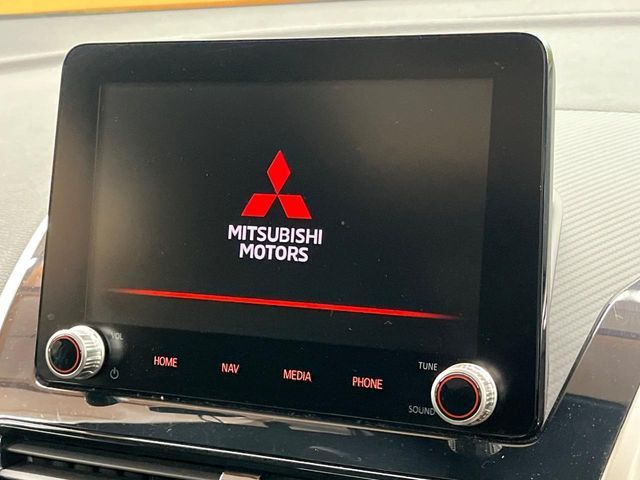 MITSUBISHI
MOTORS
VOL
HOME
NAV
MEDIA
PHONE
TUNE
SOUND